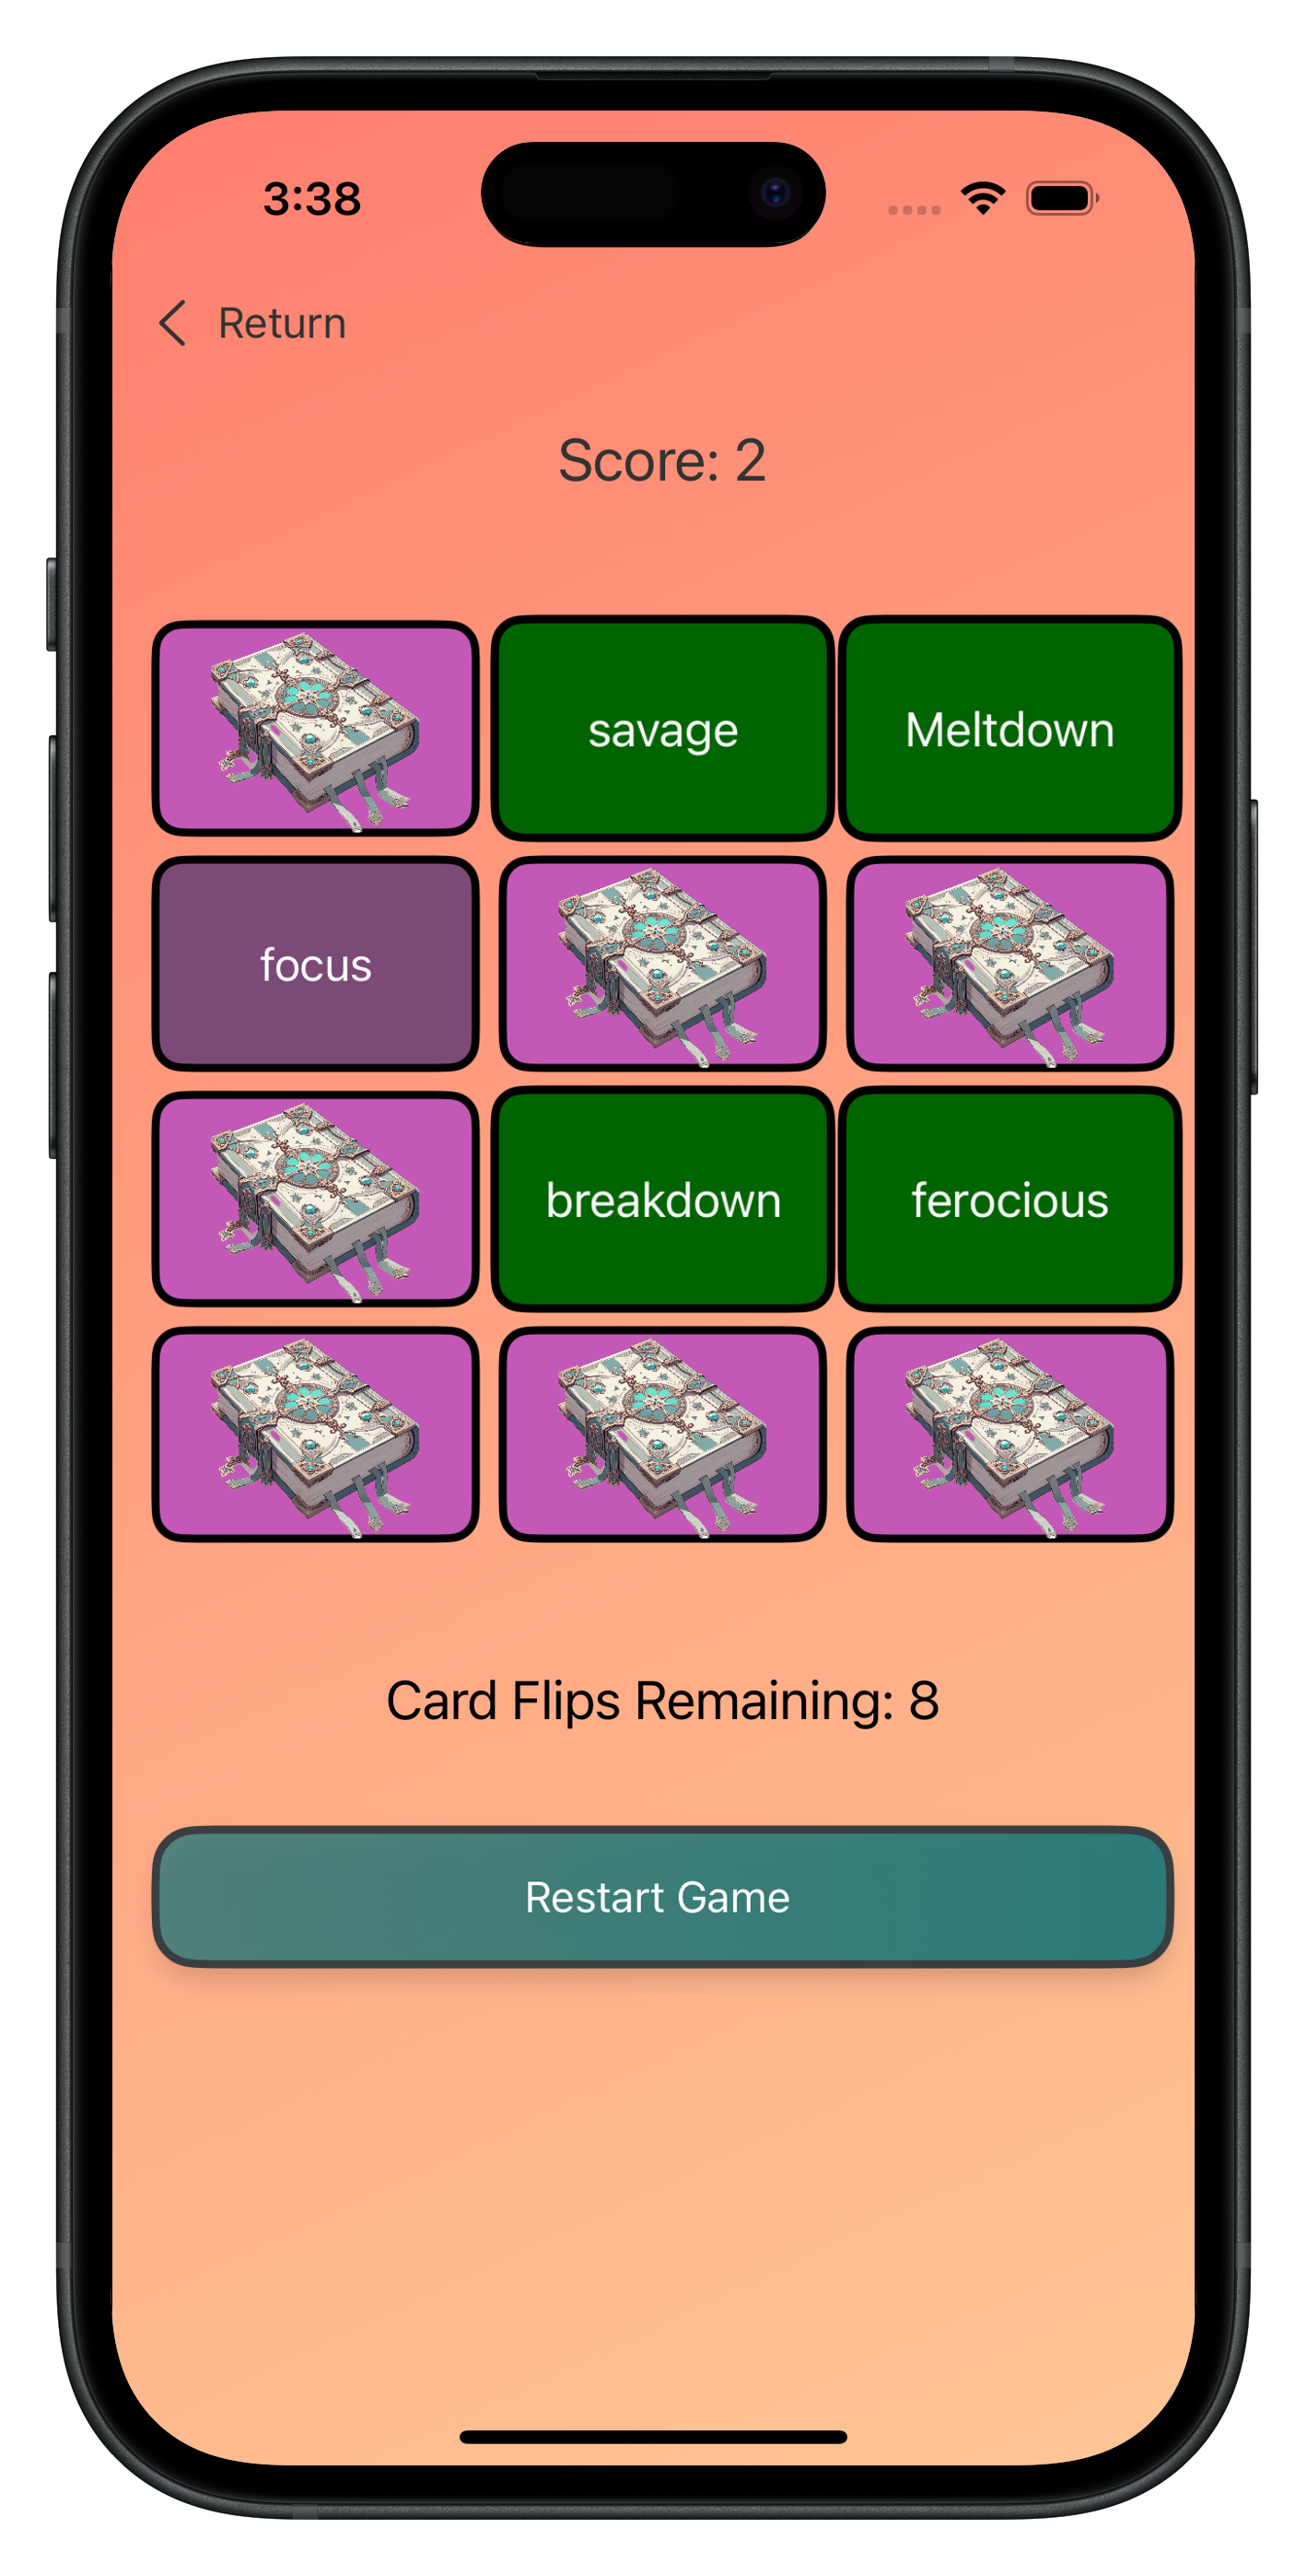 3:38
Return
Score: 2
savage
Meltdown
focus
breakdown
ferocious
Card Flips Remaining: 8
Restart Game